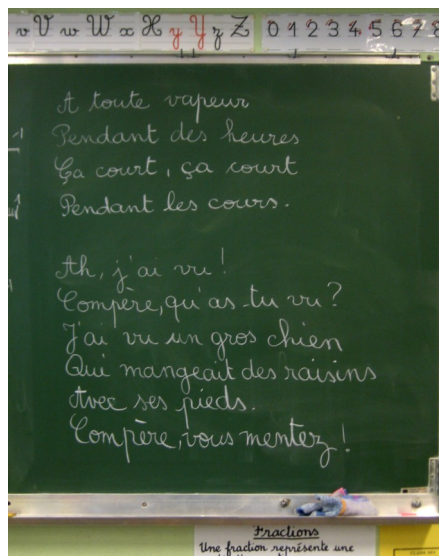 v V w W x X y Y z Z 0 1 2 3 4 5 6 7 8
A toute vapeur
Pendant des heures
Ça court, ça court
Pendant les cours.
Ah, j'ai vu !
Compère, qu'as-tu vu ?
J'ai vu un gros chien
Qui mangeait des raisins
Avec ses pieds.
Compère, vous mentez !
Fractions
Une fraction représente une